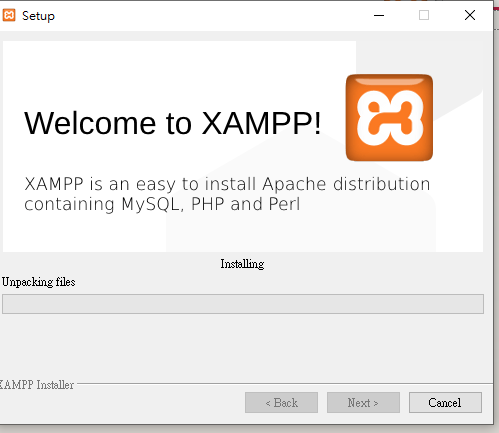 Setup
Welcome to XAMPP!
XAMPP is an easy to install Apache distribution
containing MySQL, PHP and Perl
Installing
Unpacking files
XAMPP Installer
< Back
Next >
Cancel